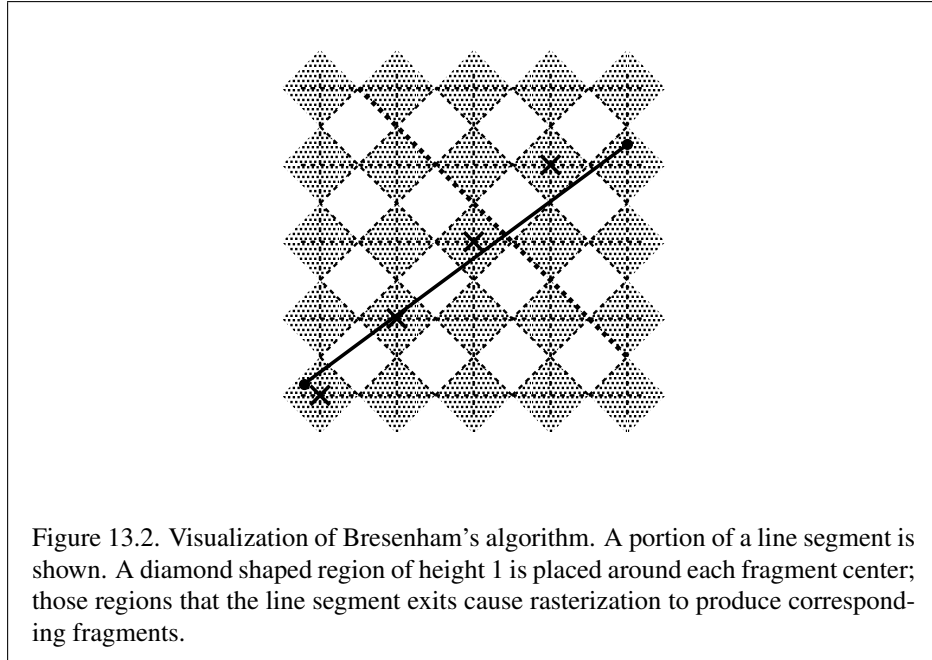 Figure 13.2. Visualization of Bresenham's algorithm. A portion of a line segment is
shown. A diamond shaped region of height 1 is placed around each fragment center;
those regions that the line segment exits cause rasterization to produce correspond-
ing fragments.